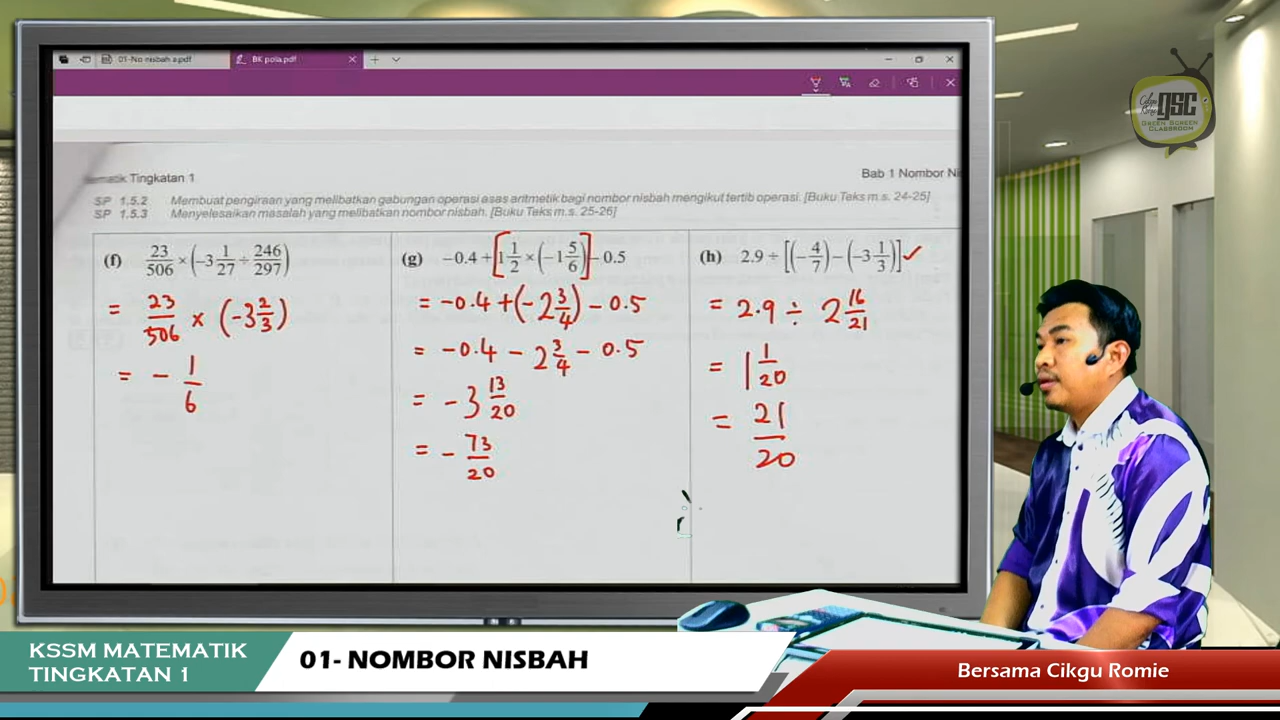 01-No nisbah a.pdf
BK pola.pdf
Cikgu Romie gsc
GREEN SCREEN
CLASSROOM
Tingkatan 1
Bab 1 Nombor
SP 1.5.2 Membuat pengiraan yang melibatkan gabungan operasi asas aritmetik bagi nombor nisbah mengikut tertib operasi. [Buku Teks m.s. 24-25]
SP 1.5.3 Menyelesaikan masalah yang melibatkan nombor nisbah. [Buku Teks m.s. 25-26]
(f) 23/506 × (−3 1/27 ÷ 246/297)
= 23/506 × (−3 2/3)
= − 1/6
(g) −0.4 + [1 1/2 × (−1 5/6)] − 0.5
= −0.4 + (−2 3/4) − 0.5
= −0.4 − 2 3/4 − 0.5
= −3 13/20
= − 73/20
(h) 2.9 ÷ [(−4/7) − (−3 1/3)] ✓
= 2.9 ÷ 2 16/21
= 1 1/20
= 21/20
KSSM MATEMATIK
TINGKATAN 1
01- NOMBOR NISBAH
Bersama Cikgu Romie